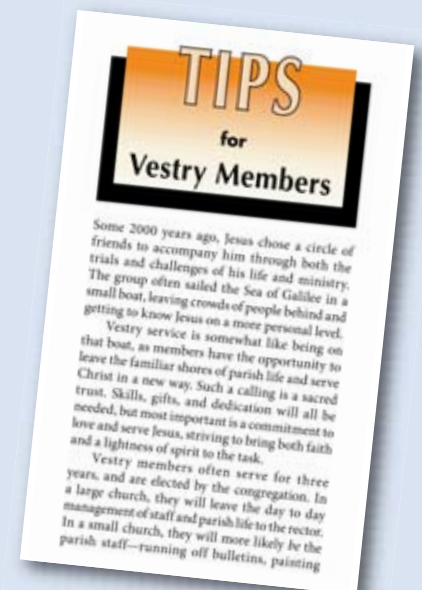 TIPS
for
Vestry Members
Some 2000 years ago, Jesus chose a circle of
friends to accompany him through both the
trials and challenges of his life and ministry.
The group often sailed the Sea of Galilee in a
small boat, leaving crowds of people behind and
getting to know Jesus on a more personal level.
Vestry service is somewhat like being on
that boat, as members have the opportunity to
leave the familiar shores of parish life and serve
Christ in a new way. Such a calling is a sacred
trust. Skills, gifts, and dedication will all be
needed, but most important is a commitment to
love and serve Jesus, striving to bring both faith
and a lightness of spirit to the task.
Vestry members often serve for three
years, and are elected by the congregation. In
a large church, they will leave the day to day
management of staff and parish life to the rector.
In a small church, they will more likely be the
parish staff—running off bulletins, painting